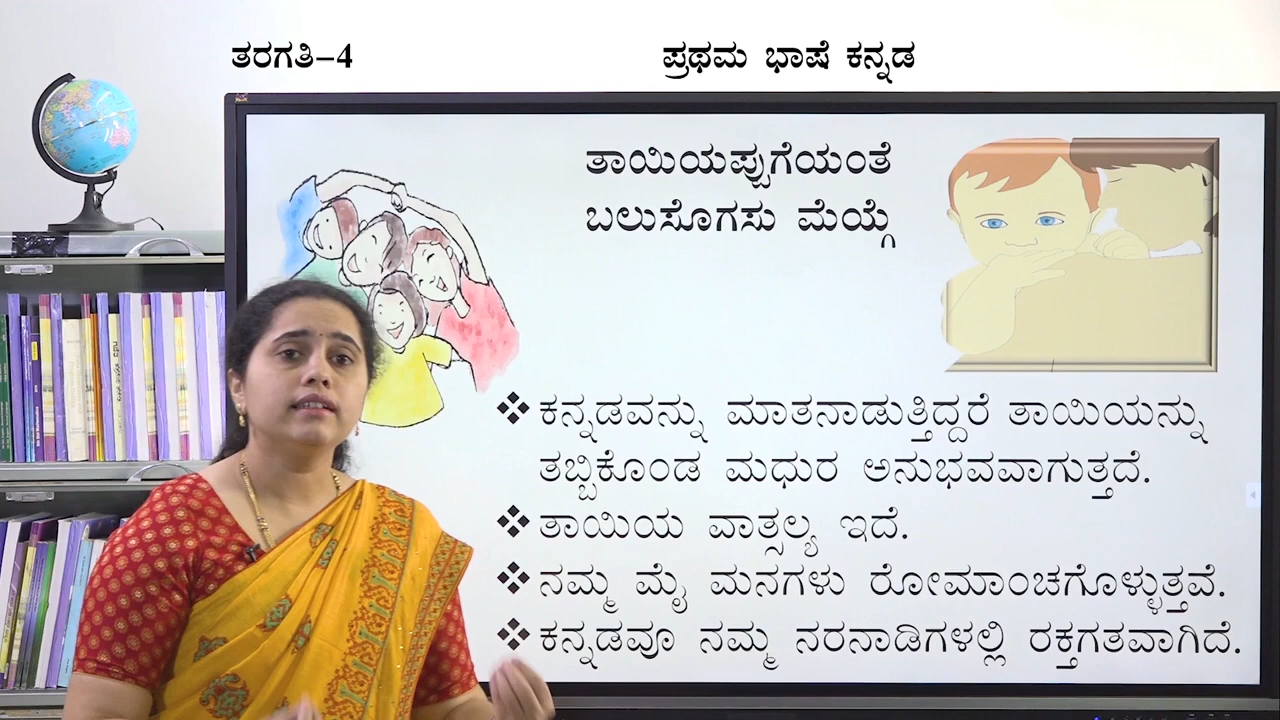 ತರಗತಿ-4
ಪ್ರಥಮ ಭಾಷೆ ಕನ್ನಡ
ತಾಯಿಯಪ್ಪುಗೆಯಂತೆ
ಬಲುಸೊಗಸು ಮೆಯ್ಗೆ
❖ ಕನ್ನಡವನ್ನು ಮಾತನಾಡುತ್ತಿದ್ದರೆ ತಾಯಿಯನ್ನು
ತಬ್ಬಿಕೊಂಡ ಮಧುರ ಅನುಭವವಾಗುತ್ತದೆ.
❖ ತಾಯಿಯ ವಾತ್ಸಲ್ಯ ಇದೆ.
❖ ನಮ್ಮ ಮೈ ಮನಗಳು ರೋಮಾಂಚಗೊಳ್ಳುತ್ತವೆ.
❖ ಕನ್ನಡವೂ ನಮ್ಮ ನರನಾಡಿಗಳಲ್ಲಿ ರಕ್ತಗತವಾಗಿದೆ.